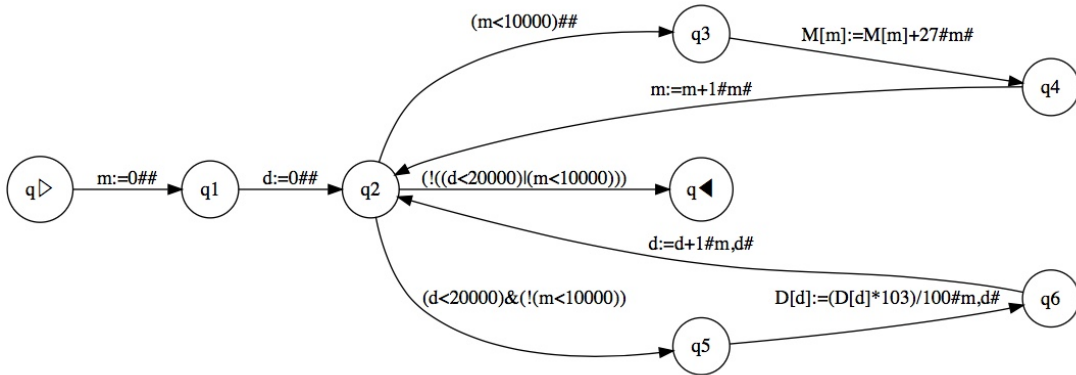 (m<10000)##
q3
M[m]:=M[m]+27#m#
q4
m:=m+1#m#
q▷
m:=0##
q1
d:=0##
q2
(!((d<20000)|(m<10000)))
q◀
d:=d+1#m,d#
(d<20000)&(!(m<10000))
D[d]:=(D[d]*103)/100#m,d#
q6
q5